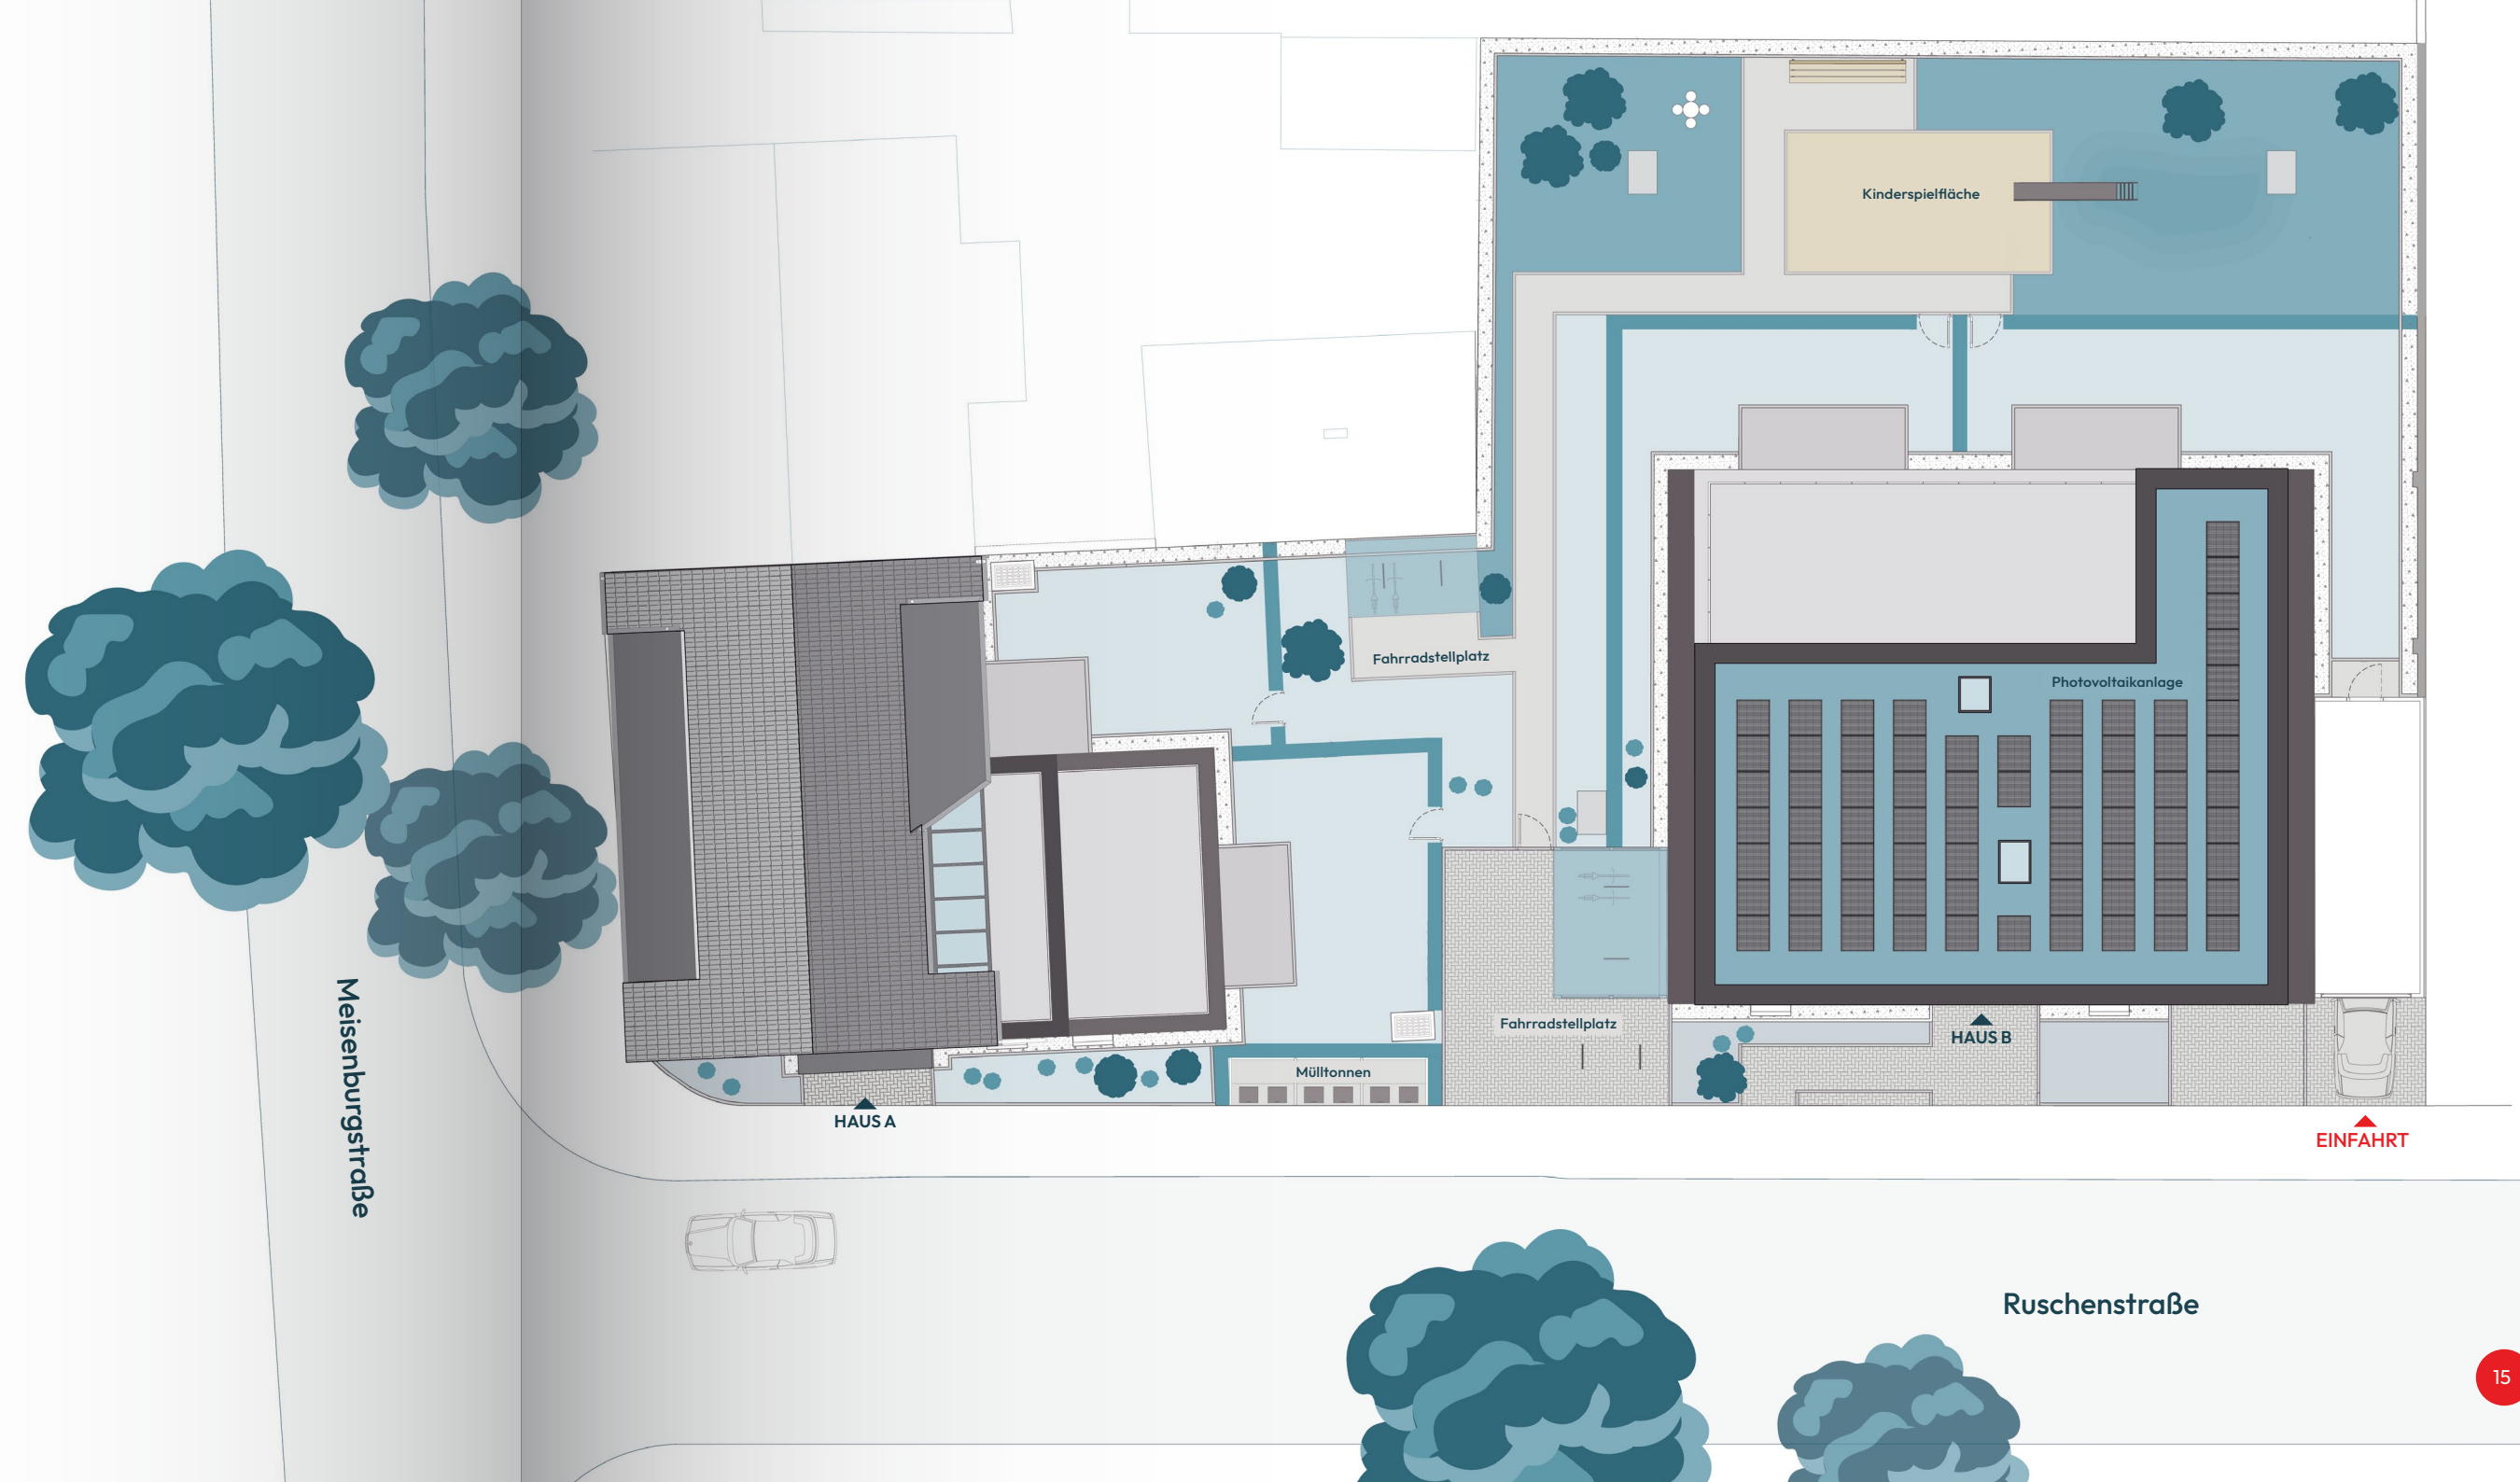 Kinderspielfläche
Fahrradstellplatz
Photovoltaikanlage
Fahrradstellplatz
HAUS B
Mülltonnen
HAUS A
EINFAHRT
Meisenburgstraße
Ruschenstraße
15